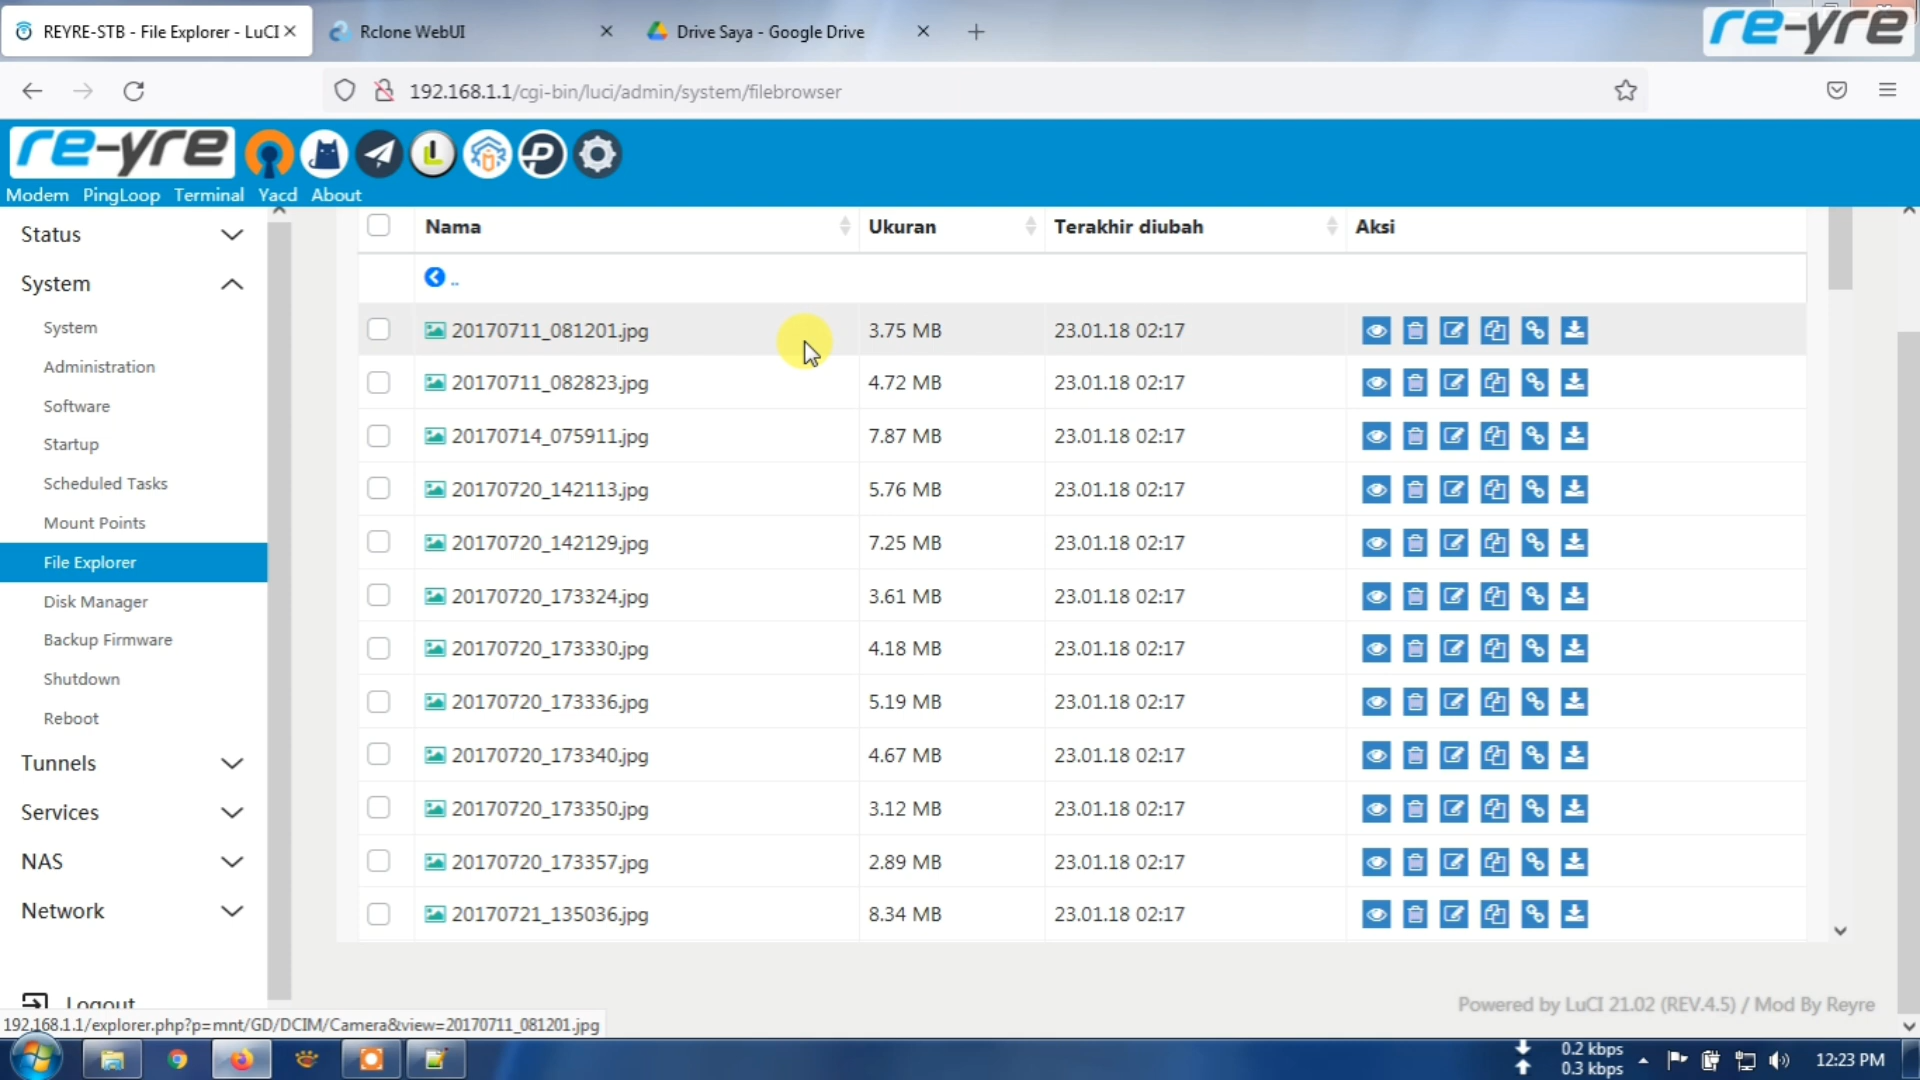 REYRE-STB - File Explorer - LuCI
Rclone WebUI
Drive Saya - Google Drive
re-yre
192.168.1.1/cgi-bin/luci/admin/system/filebrowser
re-yre
Modem PingLoop Terminal Yacd About
Status
System
System
Administration
Software
Startup
Scheduled Tasks
Mount Points
File Explorer
Disk Manager
Backup Firmware
Shutdown
Reboot
Tunnels
Services
NAS
Network
Logout
Nama Ukuran Terakhir diubah Aksi
..
20170711_081201.jpg 3.75 MB 23.01.18 02:17
20170711_082823.jpg 4.72 MB 23.01.18 02:17
20170714_075911.jpg 7.87 MB 23.01.18 02:17
20170720_142113.jpg 5.76 MB 23.01.18 02:17
20170720_142129.jpg 7.25 MB 23.01.18 02:17
20170720_173324.jpg 3.61 MB 23.01.18 02:17
20170720_173330.jpg 4.18 MB 23.01.18 02:17
20170720_173336.jpg 5.19 MB 23.01.18 02:17
20170720_173340.jpg 4.67 MB 23.01.18 02:17
20170720_173350.jpg 3.12 MB 23.01.18 02:17
20170720_173357.jpg 2.89 MB 23.01.18 02:17
20170721_135036.jpg 8.34 MB 23.01.18 02:17
Powered by LuCI 21.02 (REV.4.5) / Mod By Reyre
192.168.1.1/explorer.php?p=mnt/GD/DCIM/Camera&view=20170711_081201.jpg
0.2 kbps
0.3 kbps
12:23 PM